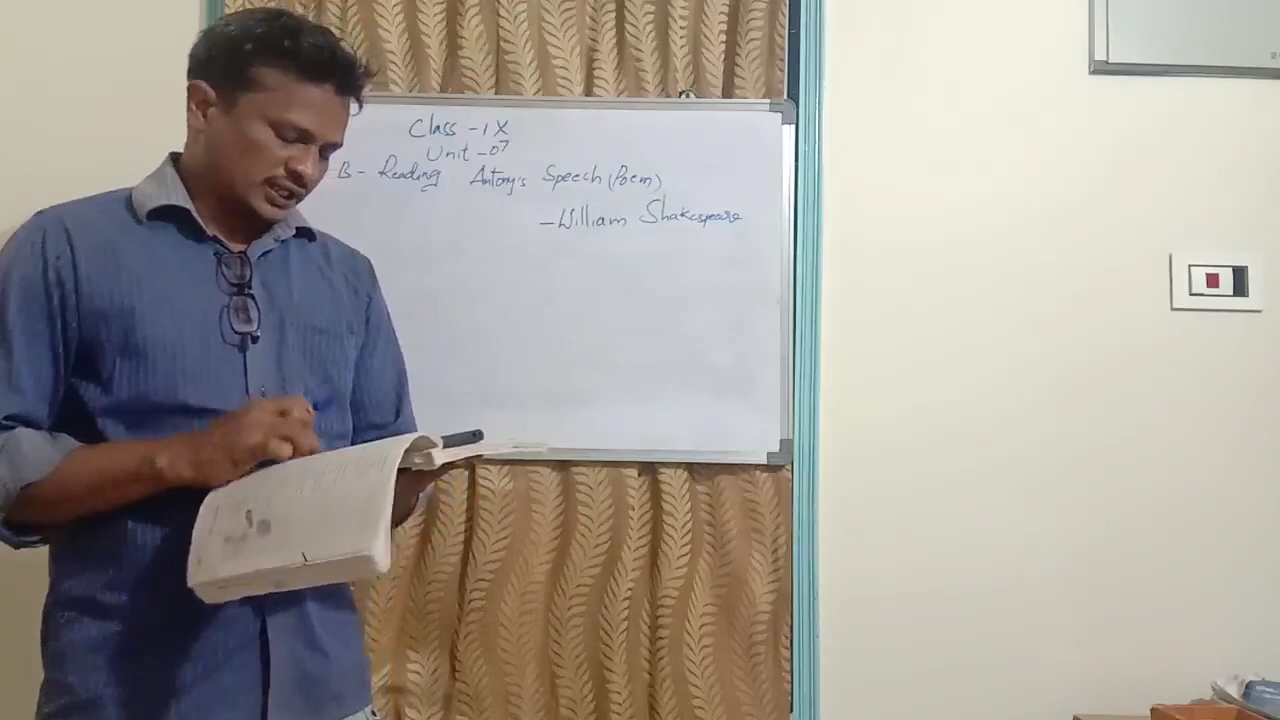 Class - IX
Unit - 07
B - Reading Antony's Speech (Poem)
- William Shakespeare